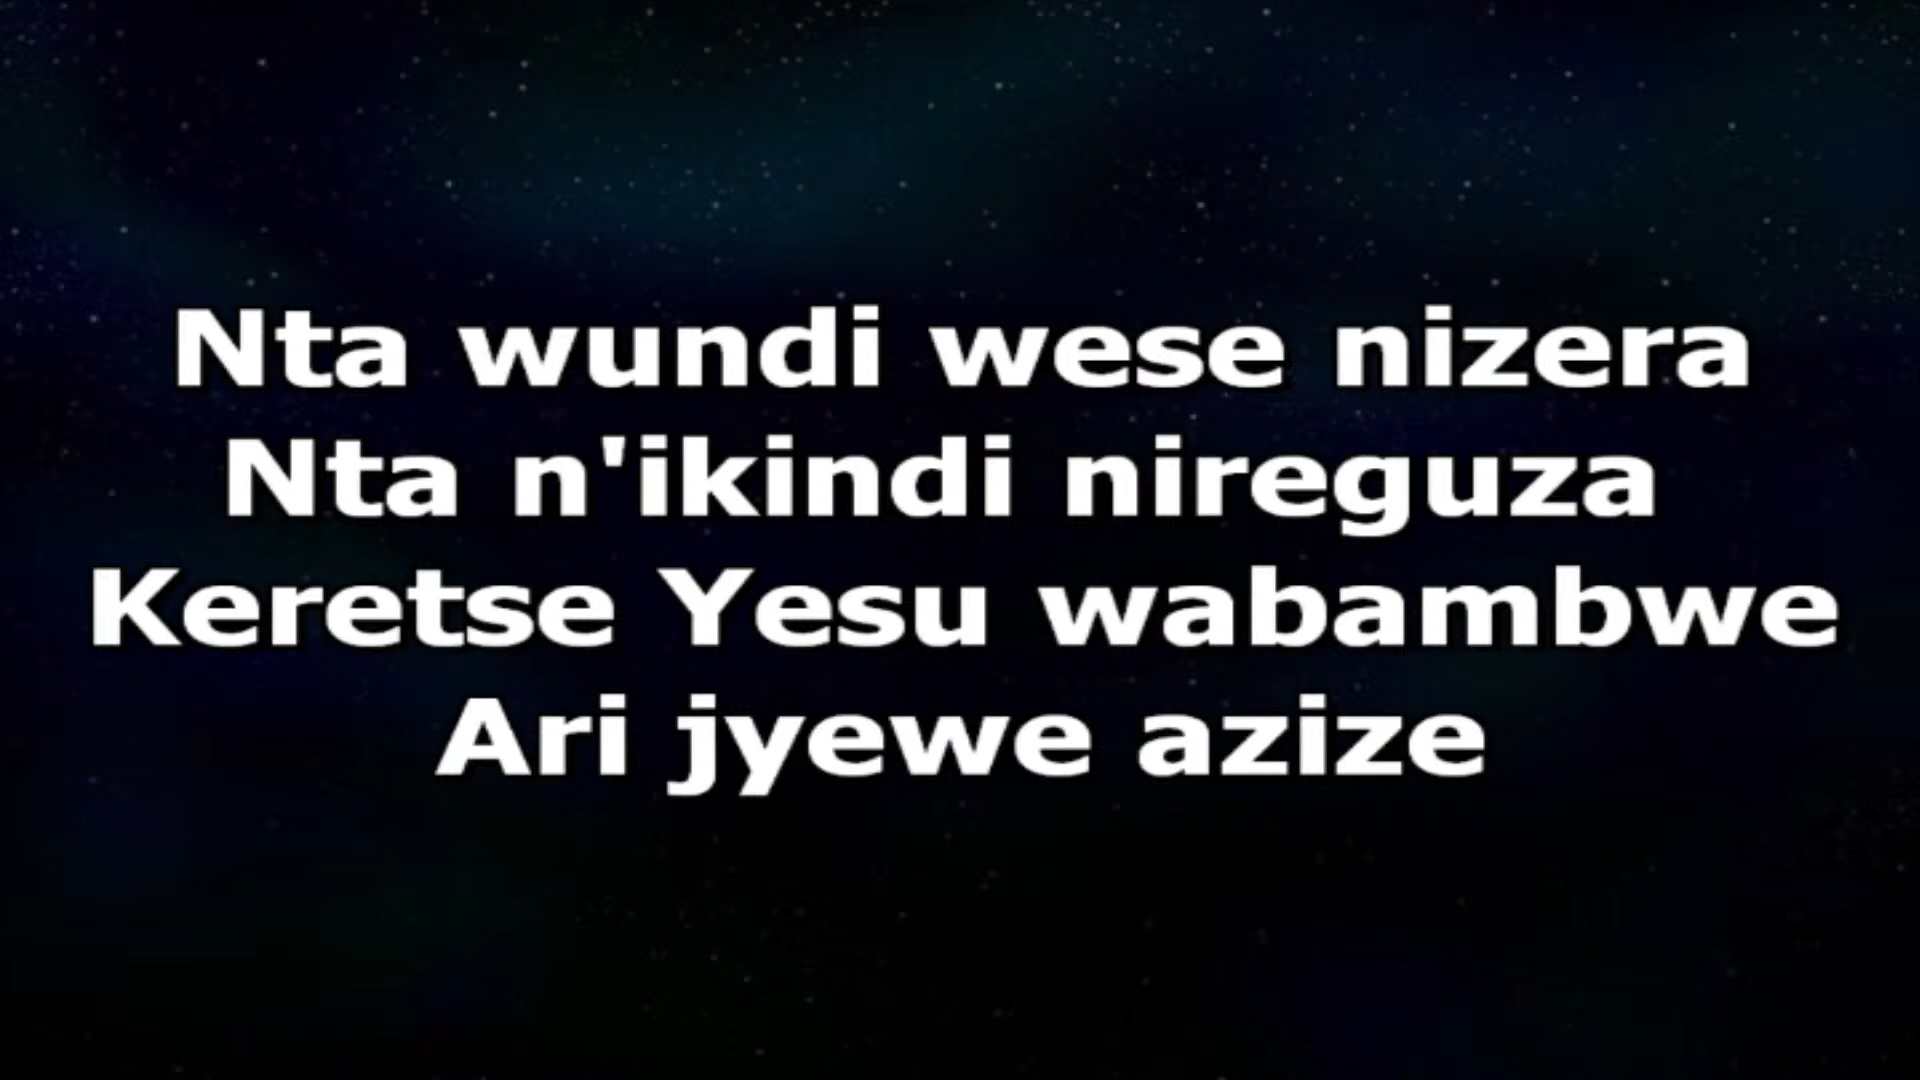 Nta wundi wese nizera
Nta n'ikindi nireguza
Keretse Yesu wabambwe
Ari jyewe azize